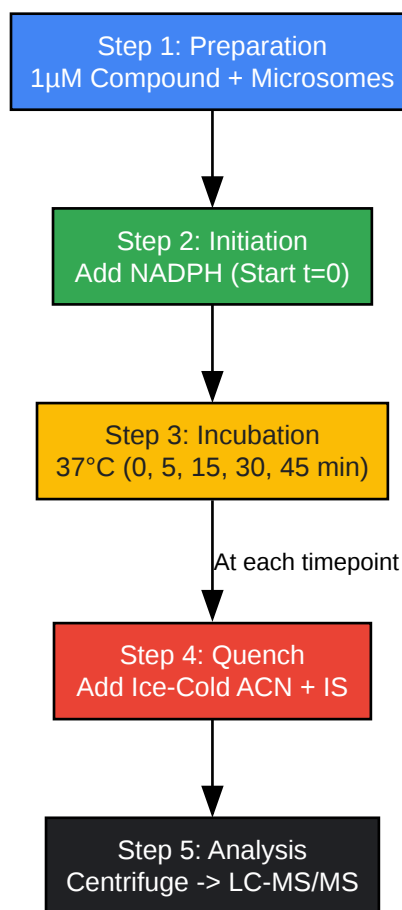 Step 1: Preparation
1µM Compound + Microsomes
Step 2: Initiation
Add NADPH (Start t=0)
Step 3: Incubation
37°C (0, 5, 15, 30, 45 min)
At each timepoint
Step 4: Quench
Add Ice-Cold ACN + IS
Step 5: Analysis
Centrifuge -> LC-MS/MS